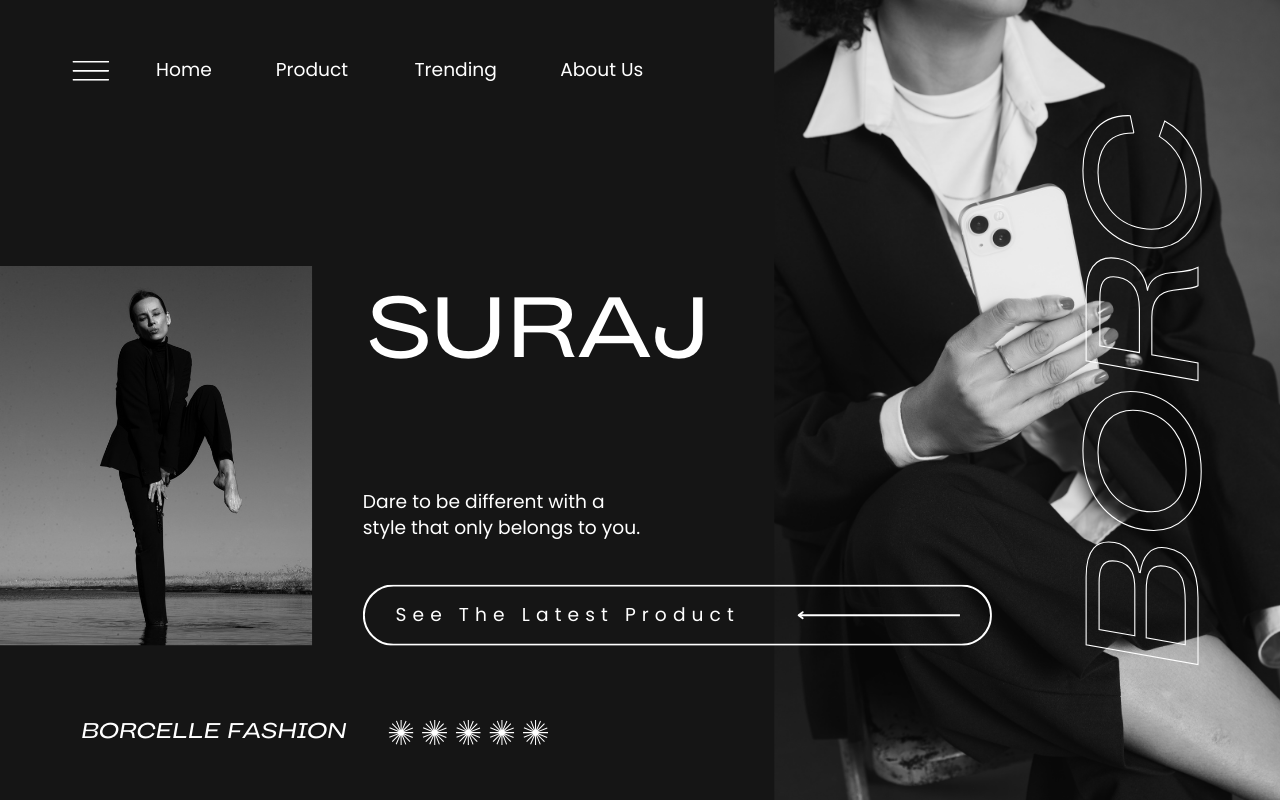 Home Product Trending About Us
SURAJ
Dare to be different with a
style that only belongs to you.
See The Latest Product
BORCELLE FASHION
BORC